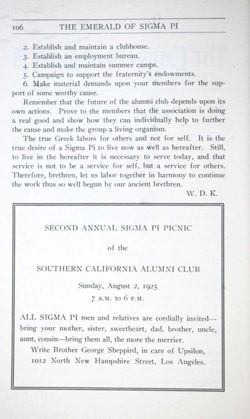 106 THE EMERALD OF SIGMA PI
2. Establish and maintain a clubhouse.
3. Establish an employment bureau.
4. Establish and maintain summer camps.
5. Campaign to support the fraternity's endowments.
6. Make material demands upon your members for the sup-
port of some worthy cause.
Remember that the future of the alumni club depends upon its
own actions. Prove to the members that the association is doing
a real good and show how they can individually help to further
the cause and make the group a living organism.
The true Greek labors for others and not for self. It is the
true desire of a Sigma Pi to live now as well as hereafter. Still,
to live in the hereafter it is necessary to serve today, and that
service is not to be a service for self, but a service for others.
Therefore, brethren, let us labor together in harmony to continue
the work thus so well begun by our ancient brethren.
W. D. K.
SECOND ANNUAL SIGMA PI PICNIC
of the
SOUTHERN CALIFORNIA ALUMNI CLUB
Sunday, August 2, 1925
7 A.M. to 6 P.M.
ALL SIGMA PI men and relatives are cordially invited—
bring your mother, sister, sweetheart, dad, brother, uncle,
aunt, cousin—bring them all, the more the merrier.
Write Brother George Sheppird, in care of Upsilon,
1012 North New Hampshire Street, Los Angeles.